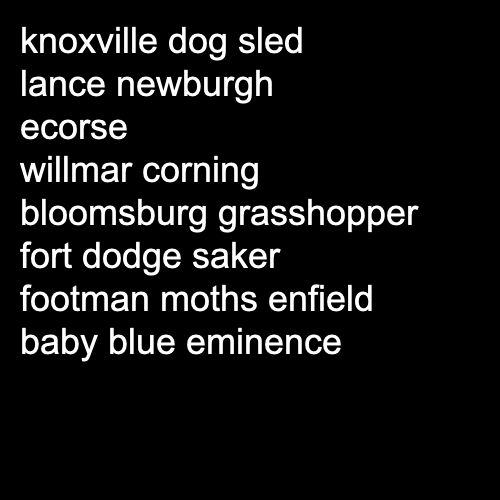 knoxville dog sled
lance newburgh
ecorse
willmar corning
bloomsburg grasshopper
fort dodge saker
footman moths enfield
baby blue eminence